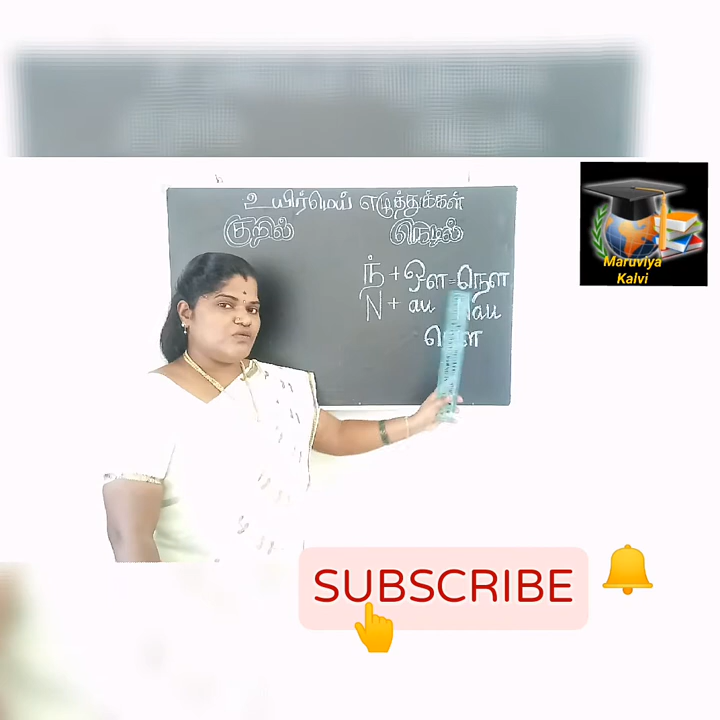 உயிர்மெய் எழுத்துக்கள்
குறில் நெடில்
ந் + ஔ = நௌ
N + au Nau
Maruviya
Kalvi
SUBSCRIBE